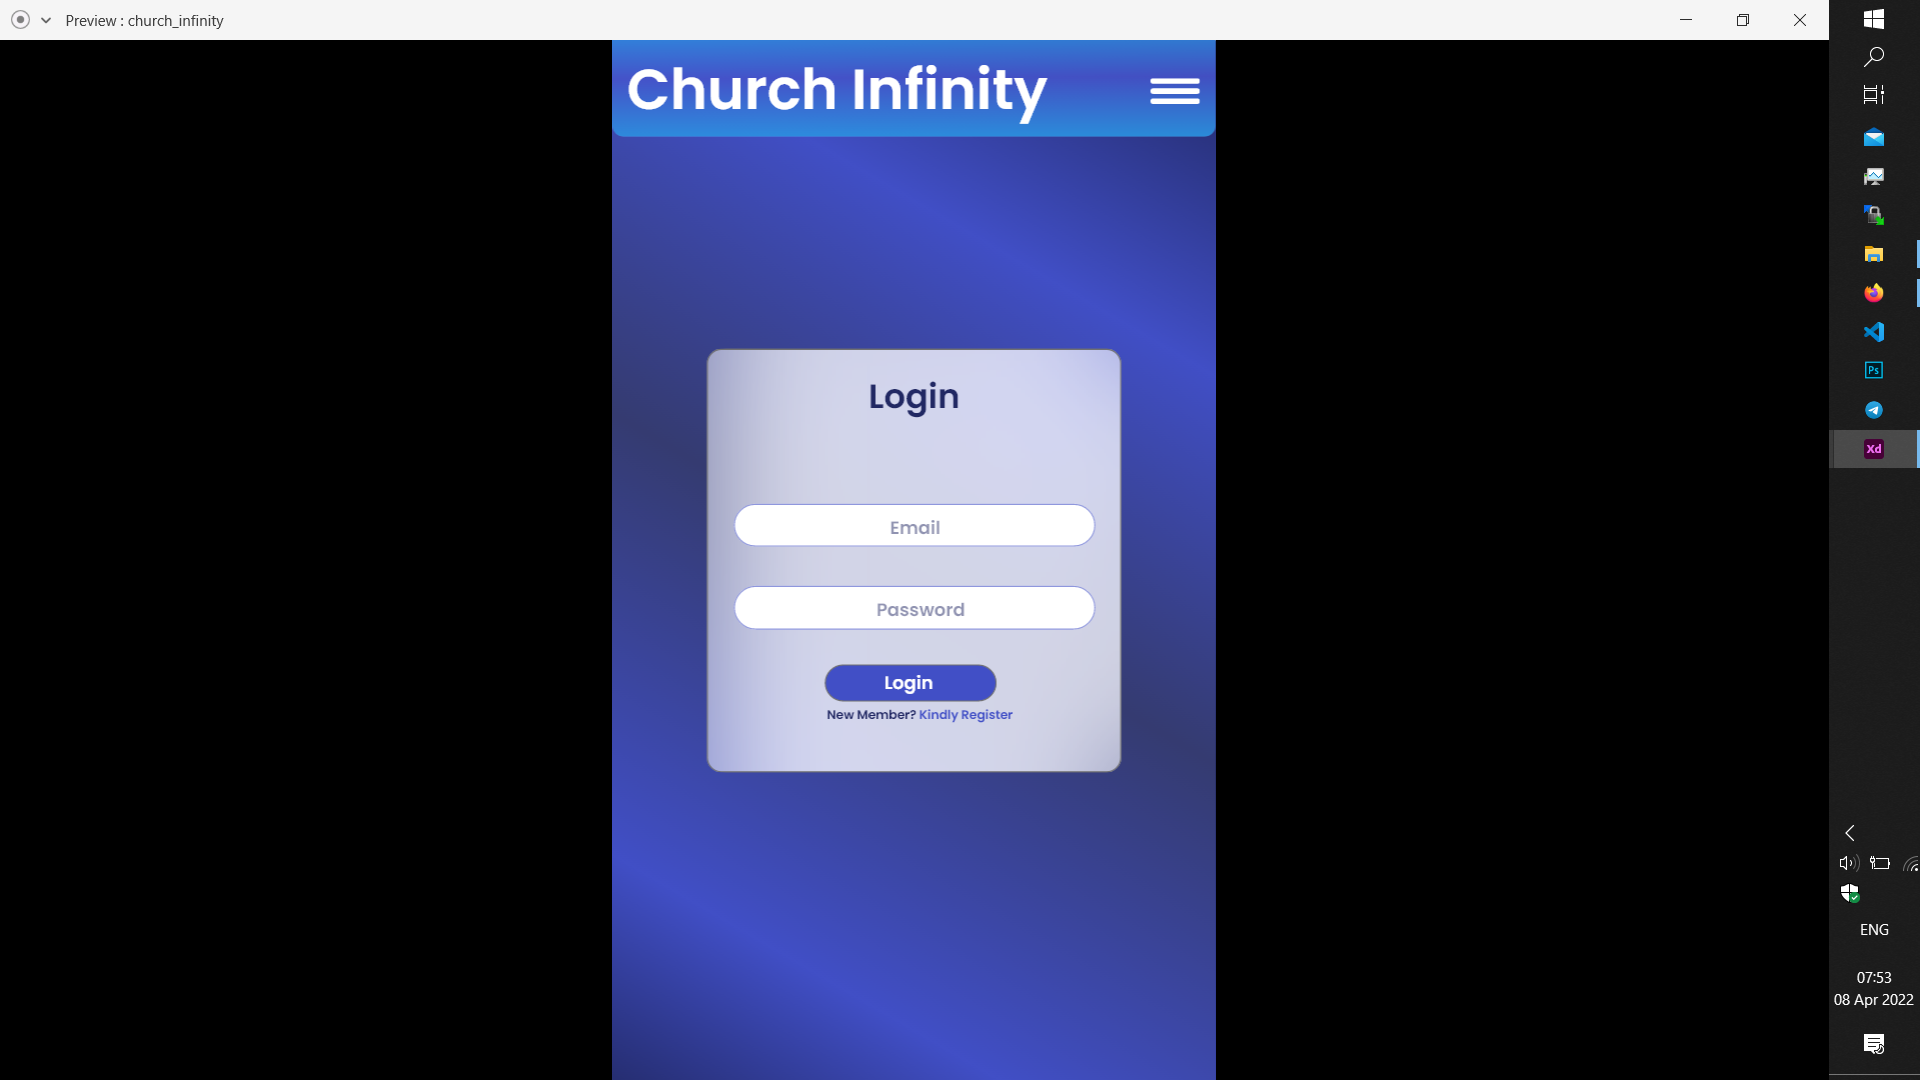 Preview : church_infinity
Church Infinity
Login
Email
Password
Login
New Member? Kindly Register
Ps
Xd
ENG
07:53
08 Apr 2022